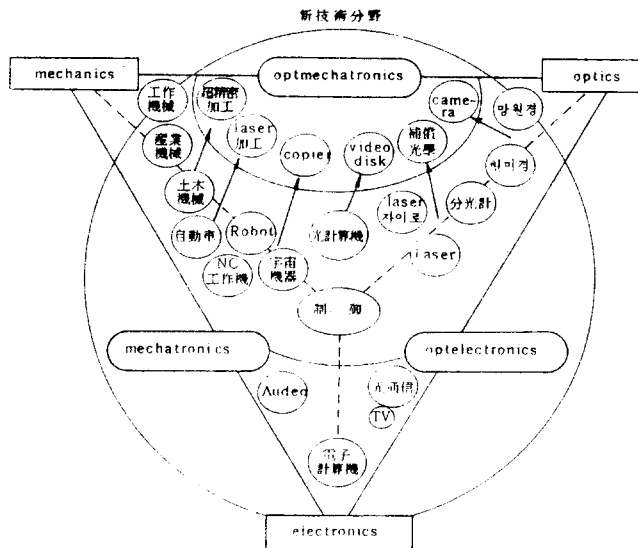 新技術分野
mechanics
optmechatronics
optics
工作
機械
超精密
加工
came-
ra
망원경
産業
機械
laser
加工
copier
video
disk
補償
光學
현미경
土木
機械
laser
자이로
分光計
自動車
Robot
光計算機
laser
NC
工作機
宇宙
機器
制御
mechatronics
optelectronics
Audeo
光通信
TV
電子
計算機
electronics